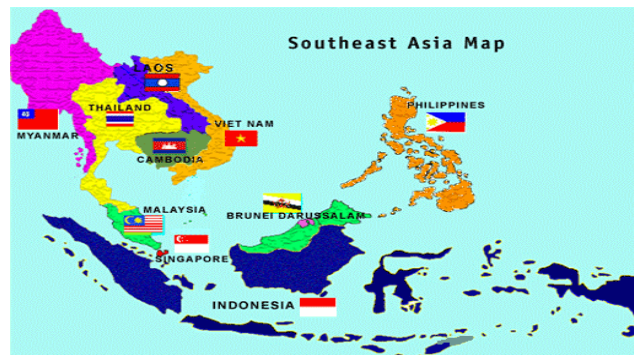 Southeast Asia Map
LAOS
THAILAND
PHILIPPINES
VIET NAM
MYANMAR
CAMBODIA
MALAYSIA
BRUNEI DARUSSALAM
SINGAPORE
INDONESIA